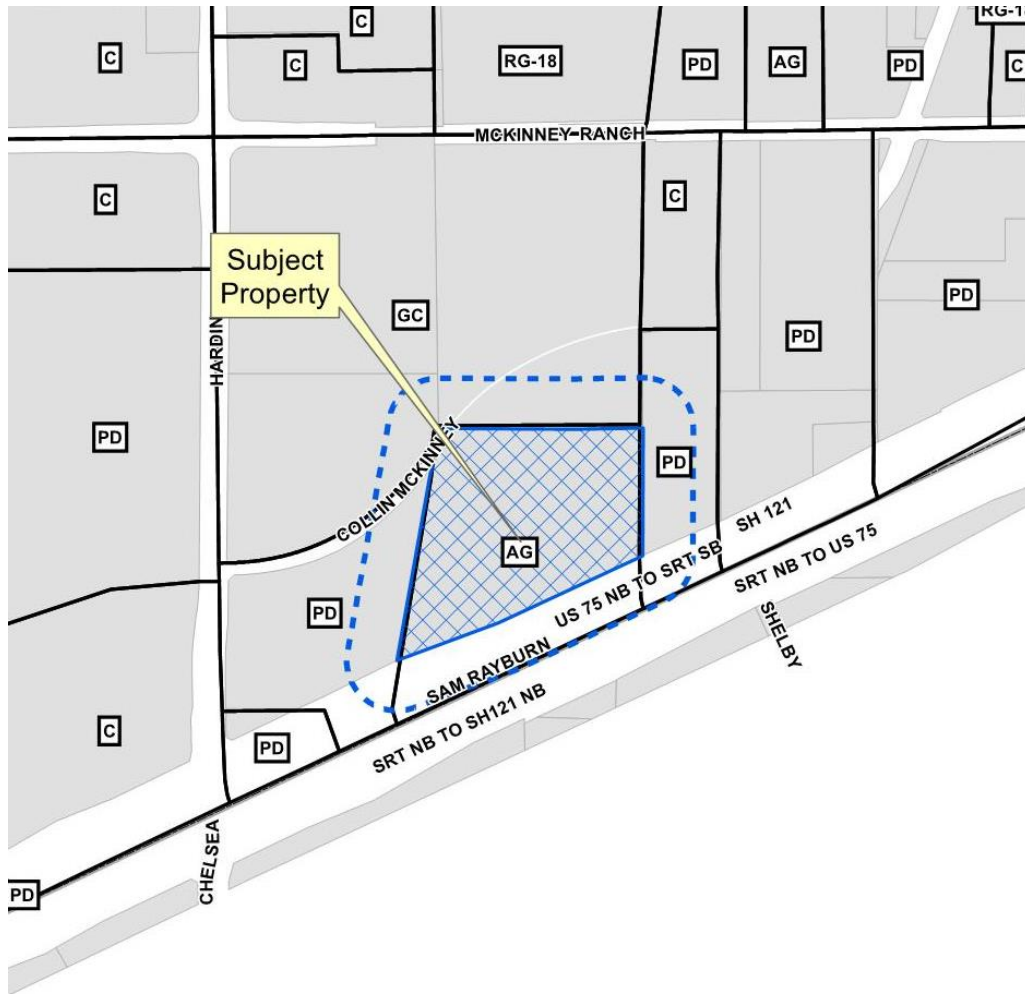 C
RG-18
C
C
RG-18
PD
AG
PD
C
MCKINNEY RANCH
C
C
Subject
Property
GC
PD
PD
HARDIN
PD
COLLIN MCKINNEY
PD
AG
SH 121
US 75 NB TO SRT SB
SRT NB TO US 75
PD
SHELBY
SAM RAYBURN
C
PD
SRT NB TO SH121 NB
CHELSEA
PD